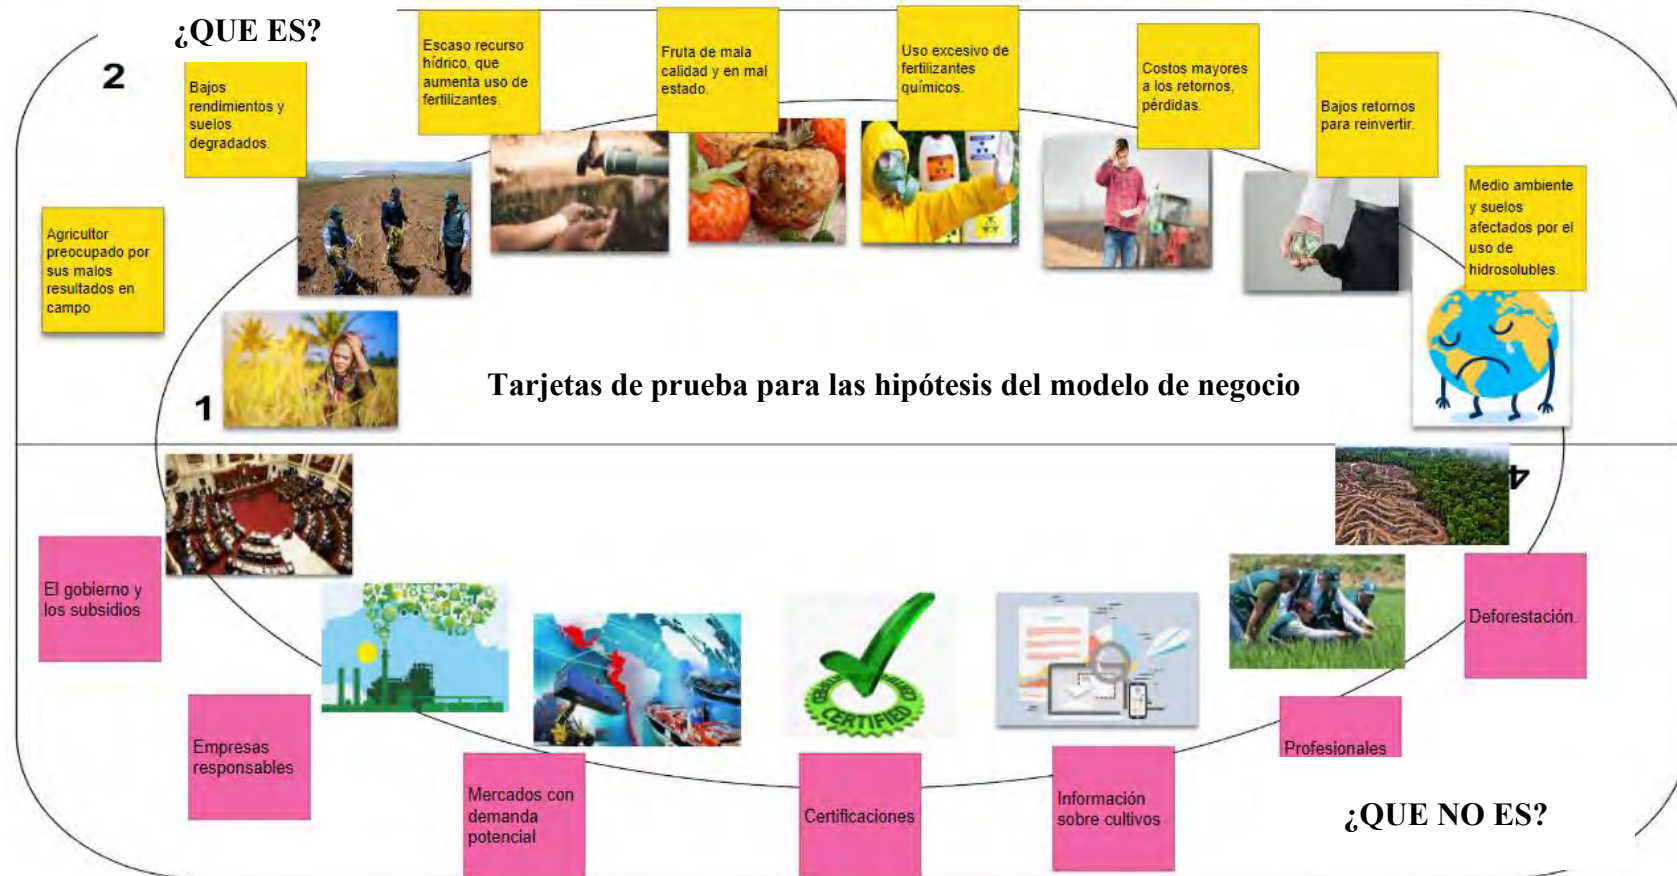 ¿QUE ES?
2
Agricultor
preocupado por
sus malos
resultados en
campo
Bajos
rendimientos y
suelos
degradados.
Escaso recurso
hídrico, que
aumenta uso de
fertilizantes.
Fruta de mala
calidad y en mal
estado.
Uso excesivo de
fertilizantes
químicos.
Costos mayores
a los retornos,
pérdidas.
Bajos retornos
para reinvertir.
Medio ambiente
y suelos
afectados por el
uso de
hidrosolubles.
1
Tarjetas de prueba para las hipótesis del modelo de negocio
4
El gobierno y
los subsidios
Empresas
responsables
Mercados con
demanda
potencial
CERTIFIED
Certificaciones
Información
sobre cultivos
Profesionales
Deforestación.
¿QUE NO ES?